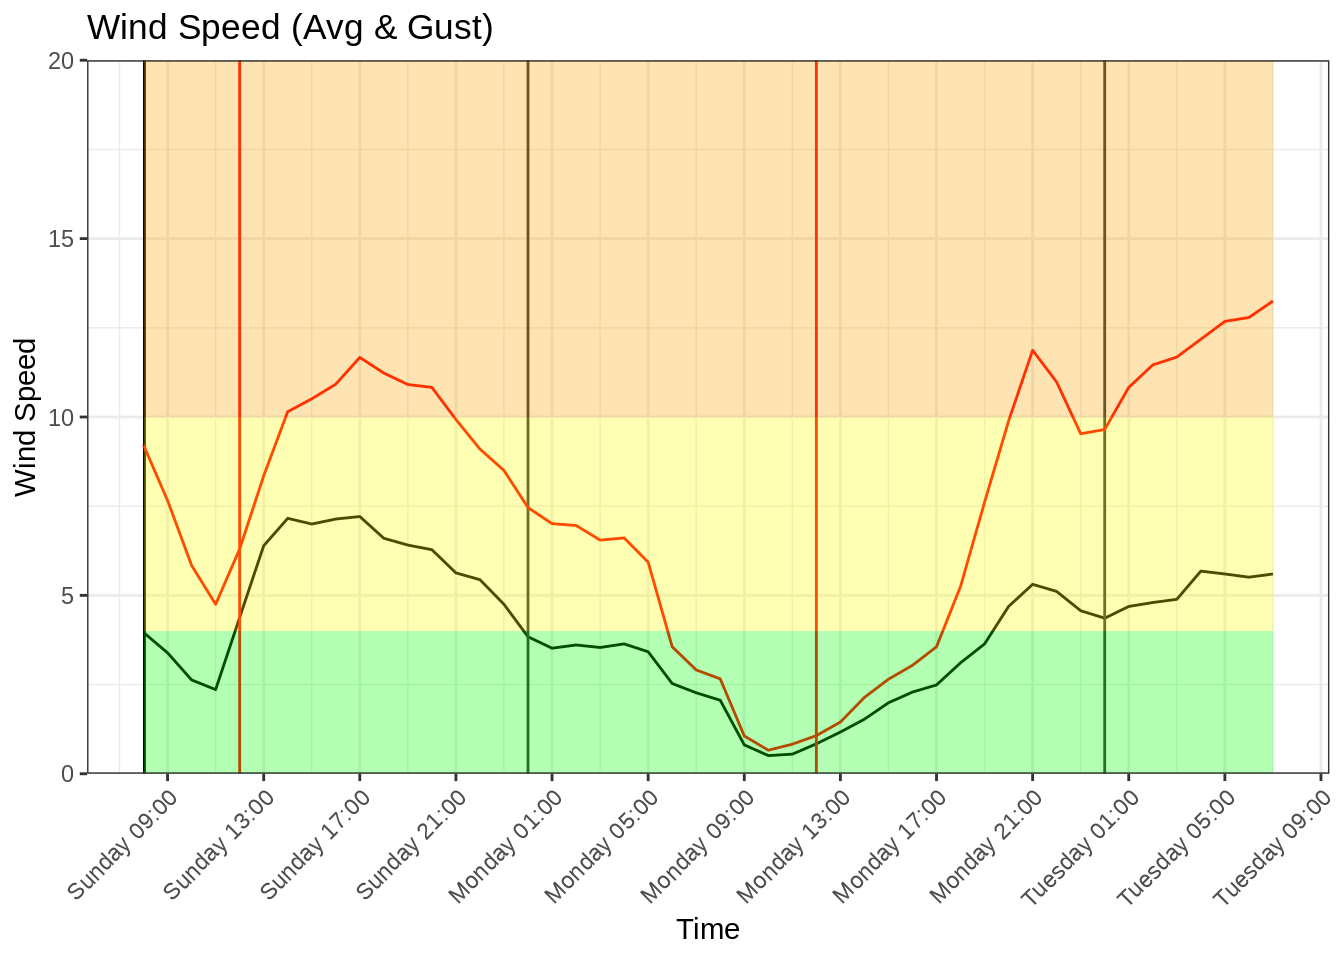 Wind Speed (Avg & Gust)
20
15
10
5
0
Wind Speed
Sunday 09:00
Sunday 13:00
Sunday 17:00
Sunday 21:00
Monday 01:00
Monday 05:00
Monday 09:00
Monday 13:00
Monday 17:00
Monday 21:00
Tuesday 01:00
Tuesday 05:00
Tuesday 09:00
Time